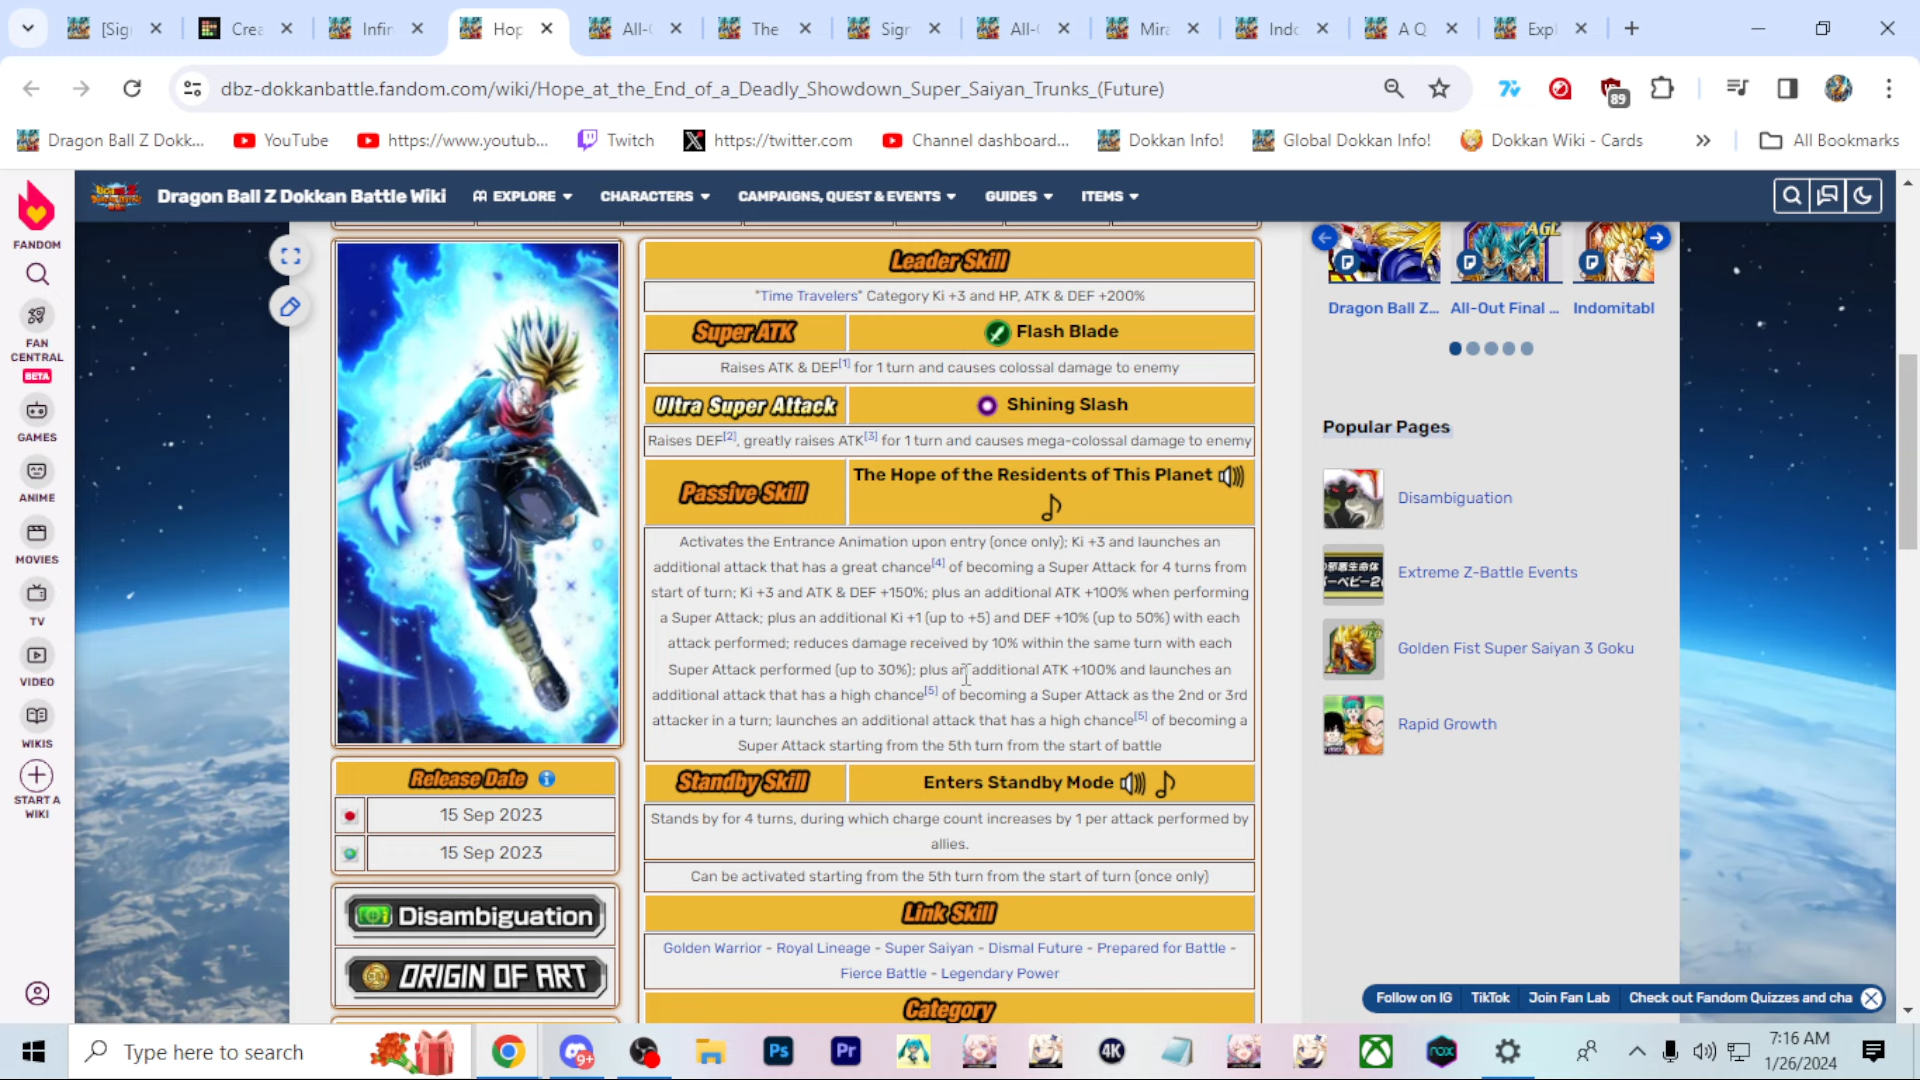 [Sig
Crea
Infin
Hop
All-(
The
Sigr
All-(
Mira
Indo
A Q
Expl
dbz-dokkanbattle.fandom.com/wiki/Hope_at_the_End_of_a_Deadly_Showdown_Super_Saiyan_Trunks_(Future)
89
Dragon Ball Z Dokk...
YouTube
https://www.youtub...
Twitch
https://twitter.com
Channel dashboard...
Dokkan Info!
Global Dokkan Info!
Dokkan Wiki - Cards
All Bookmarks
Dragon Ball Z Dokkan Battle Wiki
EXPLORE
CHARACTERS
CAMPAIGNS, QUEST & EVENTS
GUIDES
ITEMS
FANDOM
FAN
CENTRAL
BETA
GAMES
ANIME
MOVIES
TV
VIDEO
WIKIS
START A
WIKI
Leader Skill
"Time Travelers" Category Ki +3 and HP, ATK & DEF +200%
Super ATK
Flash Blade
Raises ATK & DEF[1] for 1 turn and causes colossal damage to enemy
Ultra Super Attack
Shining Slash
Raises DEF[2], greatly raises ATK[3] for 1 turn and causes mega-colossal damage to enemy
Passive Skill
The Hope of the Residents of This Planet
Activates the Entrance Animation upon entry (once only); Ki +3 and launches an
additional attack that has a great chance[4] of becoming a Super Attack for 4 turns from
start of turn; Ki +3 and ATK & DEF +150%; plus an additional ATK +100% when performing
a Super Attack; plus an additional Ki +1 (up to +5) and DEF +10% (up to 50%) with each
attack performed; reduces damage received by 10% within the same turn with each
Super Attack performed (up to 30%); plus an additional ATK +100% and launches an
additional attack that has a high chance[5] of becoming a Super Attack as the 2nd or 3rd
attacker in a turn; launches an additional attack that has a high chance[5] of becoming a
Super Attack starting from the 5th turn from the start of battle
Standby Skill
Enters Standby Mode
Stands by for 4 turns, during which charge count increases by 1 per attack performed by
allies.
Can be activated starting from the 5th turn from the start of turn (once only)
Link Skill
Golden Warrior - Royal Lineage - Super Saiyan - Dismal Future - Prepared for Battle -
Fierce Battle - Legendary Power
Category
Release Date
15 Sep 2023
15 Sep 2023
Disambiguation
ORIGIN OF ART
AGL
Dragon Ball Z...
All-Out Final ...
Indomitabl
Popular Pages
Disambiguation
Extreme Z-Battle Events
Golden Fist Super Saiyan 3 Goku
Rapid Growth
Follow on IG
TikTok
Join Fan Lab
Check out Fandom Quizzes and cha
Type here to search
9+
Ps
Pr
4K
nox
7:16 AM
1/26/2024